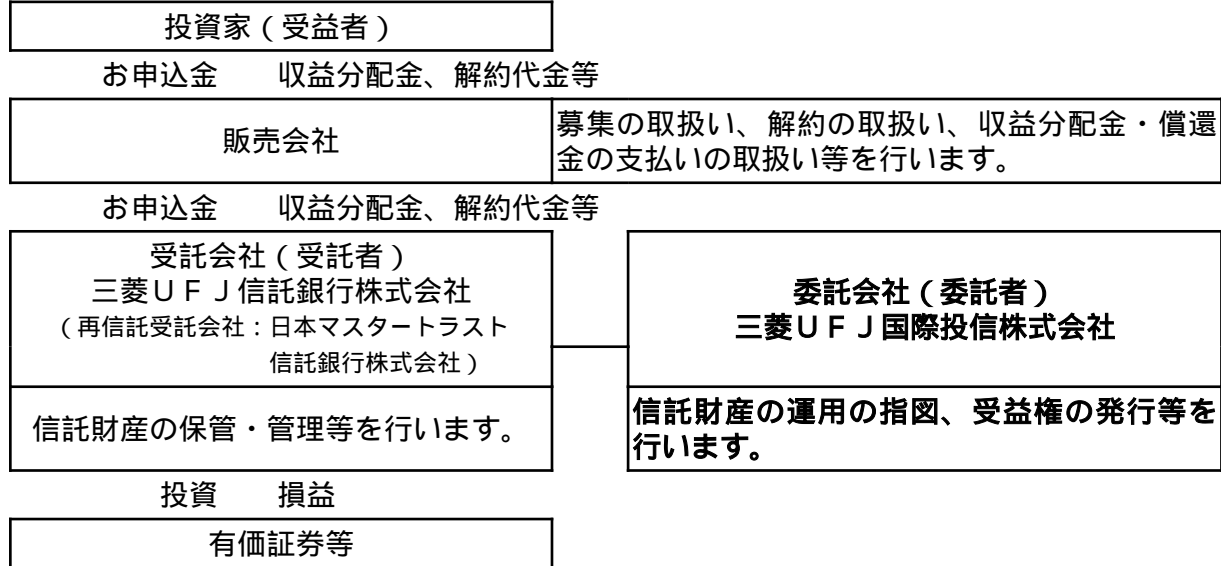 投資家(受益者)
お申込金　収益分配金、解約代金等
販売会社
募集の取扱い、解約の取扱い、収益分配金・償還
金の支払いの取扱い等を行います。
お申込金　収益分配金、解約代金等
受託会社(受託者)
三菱UFJ信託銀行株式会社
(再信託受託会社:日本マスタートラスト
信託銀行株式会社)
委託会社(委託者)
三菱UFJ国際投信株式会社
信託財産の保管・管理等を行います。
信託財産の運用の指図、受益権の発行等を
行います。
投資　損益
有価証券等